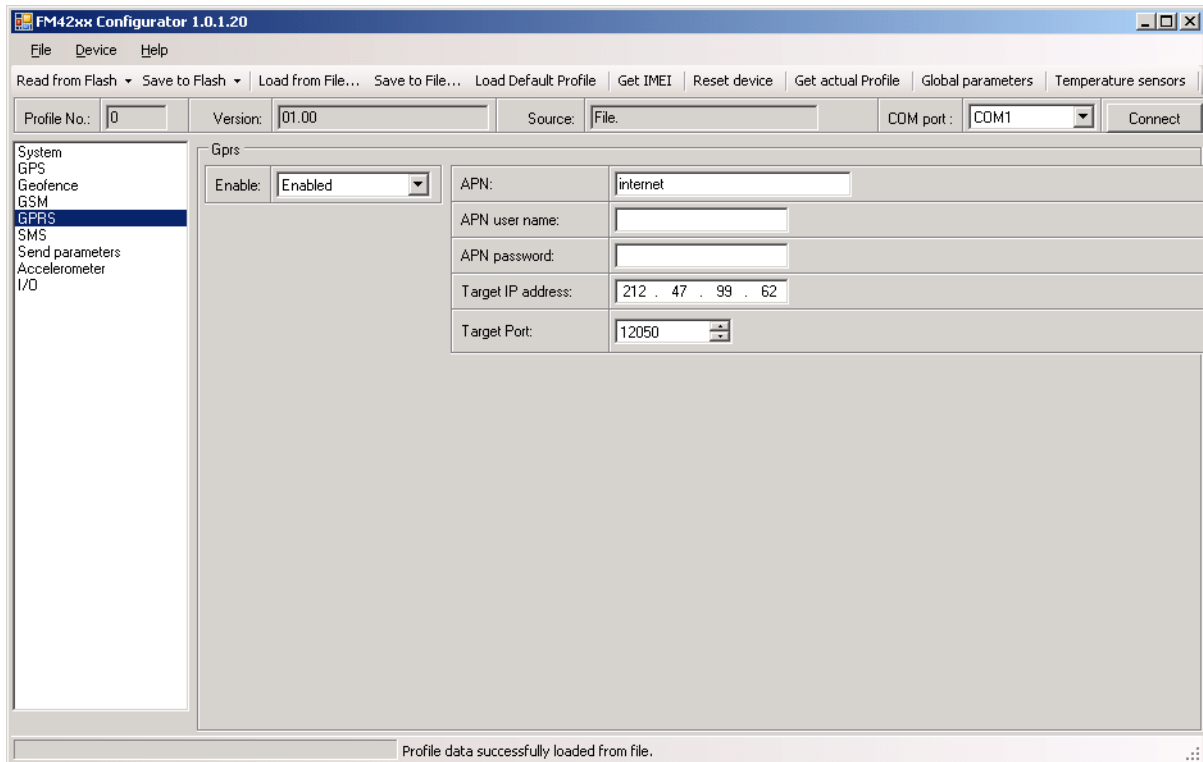 FM42xx Configurator 1.0.1.20
File Device Help
Read from Flash Save to Flash Load from File... Save to File... Load Default Profile Get IMEI Reset device Get actual Profile Global parameters Temperature sensors
Profile No.: 0 Version: 01.00 Source: File. COM port : COM1 Connect
System
GPS
Geofence
GSM
GPRS
SMS
Send parameters
Accelerometer
I/O
Gprs
Enable: Enabled
APN: internet
APN user name:
APN password:
Target IP address: 212 . 47 . 99 . 62
Target Port: 12050
Profile data successfully loaded from file.